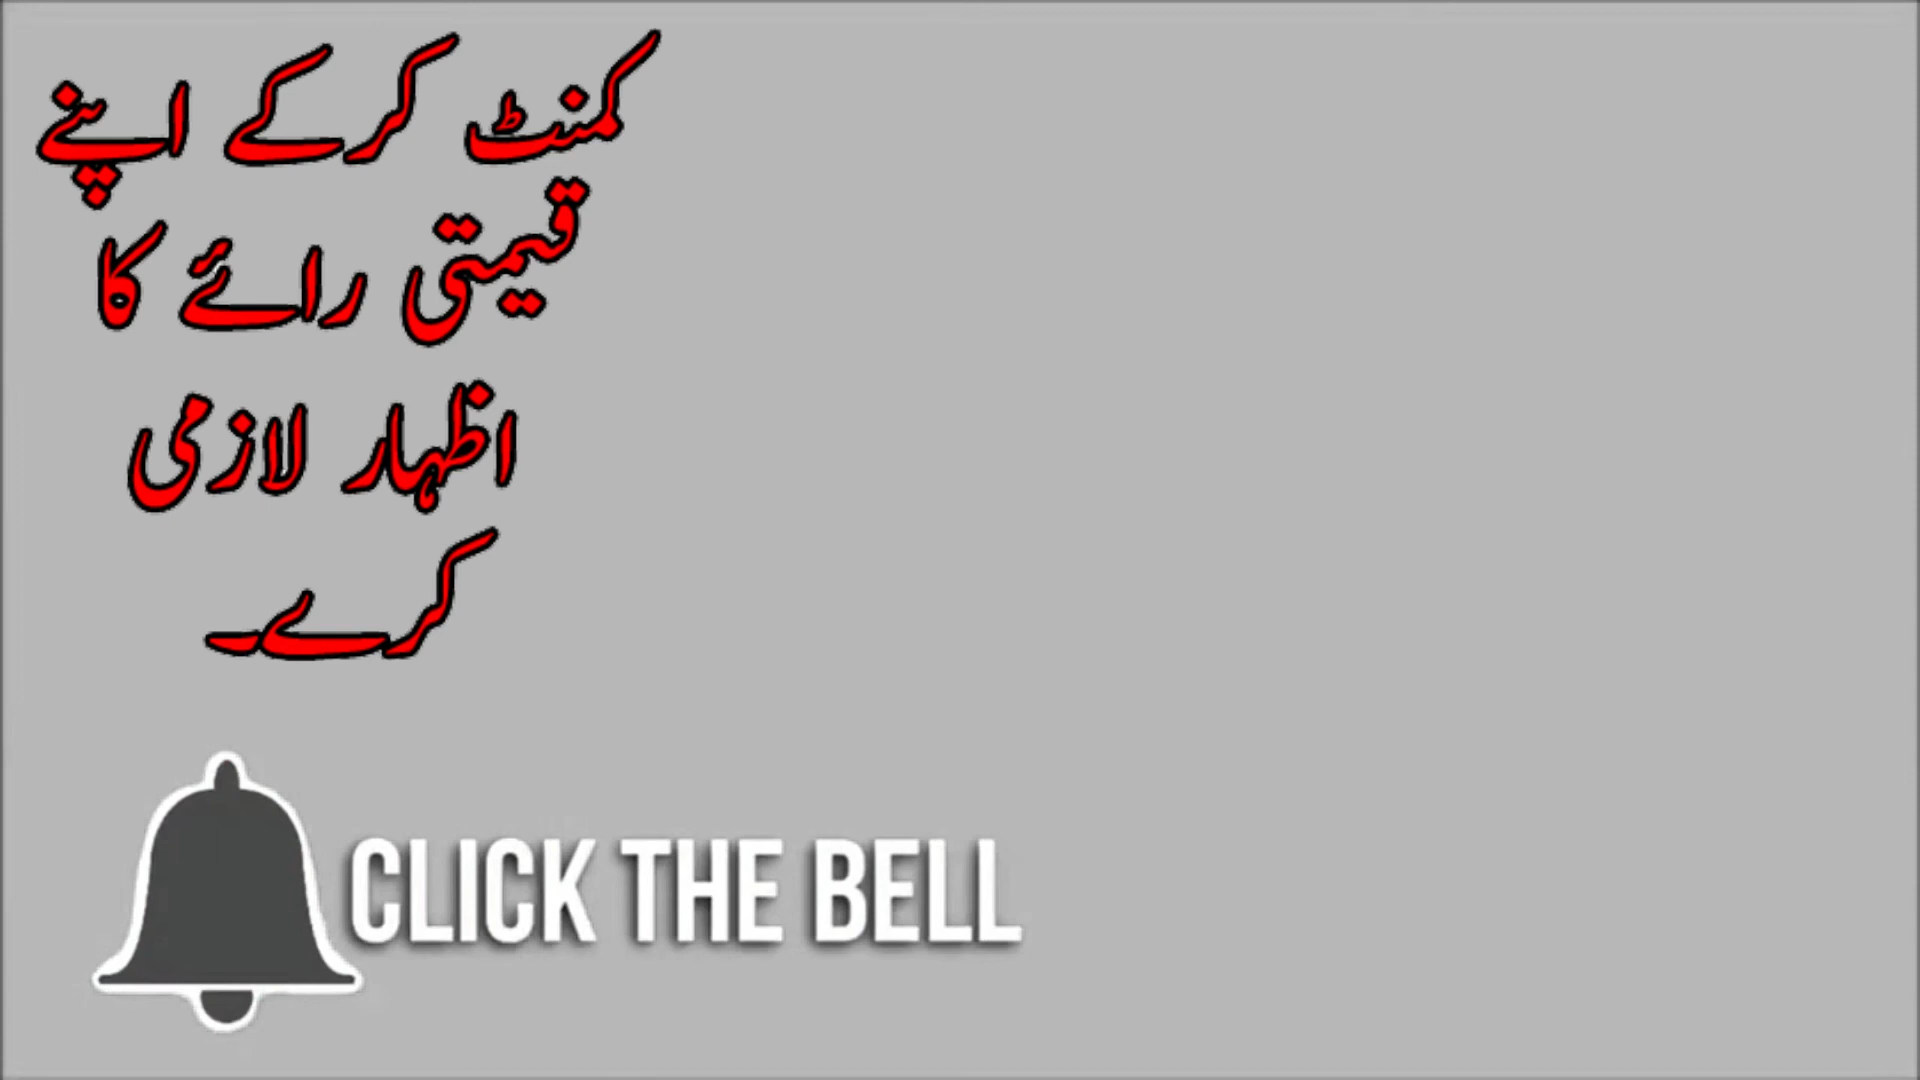 کمنٹ کرکے اپنے
قیمتی رائے کا
اظہار لازمی
کرے۔
CLICK THE BELL